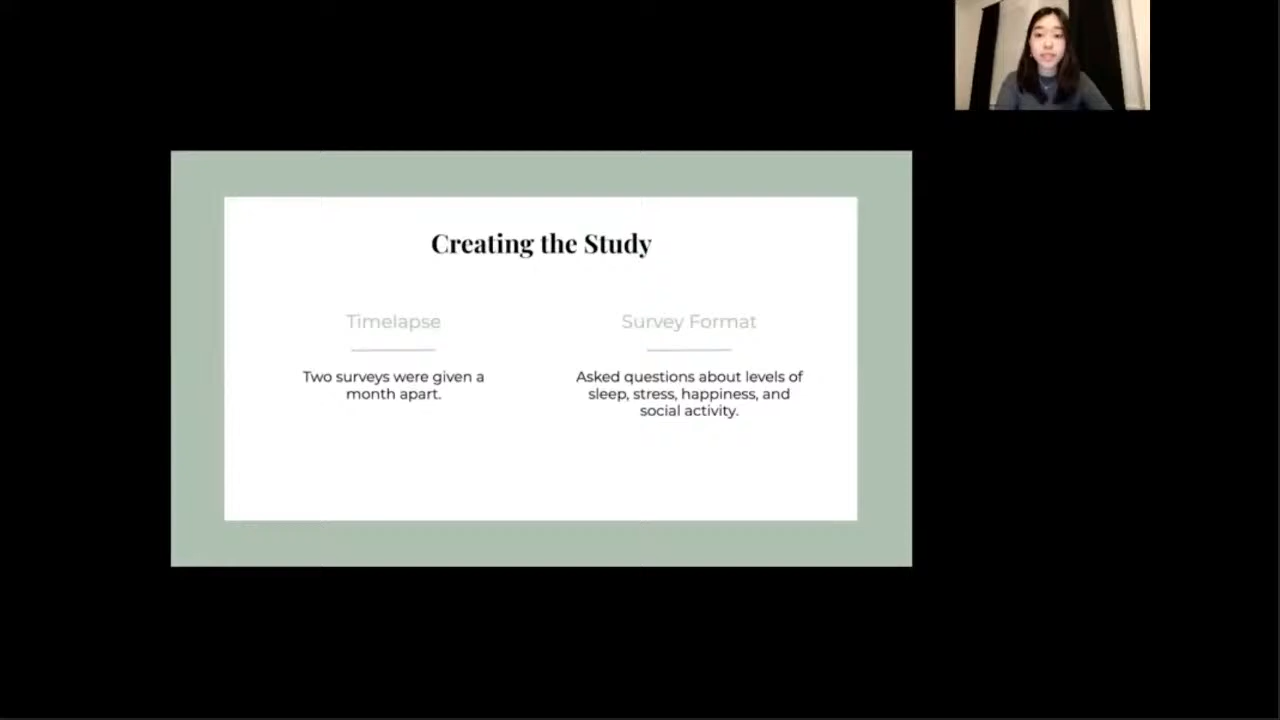 Creating the Study
Timelapse
Two surveys were given a
month apart.
Survey Format
Asked questions about levels of
sleep, stress, happiness, and
social activity.